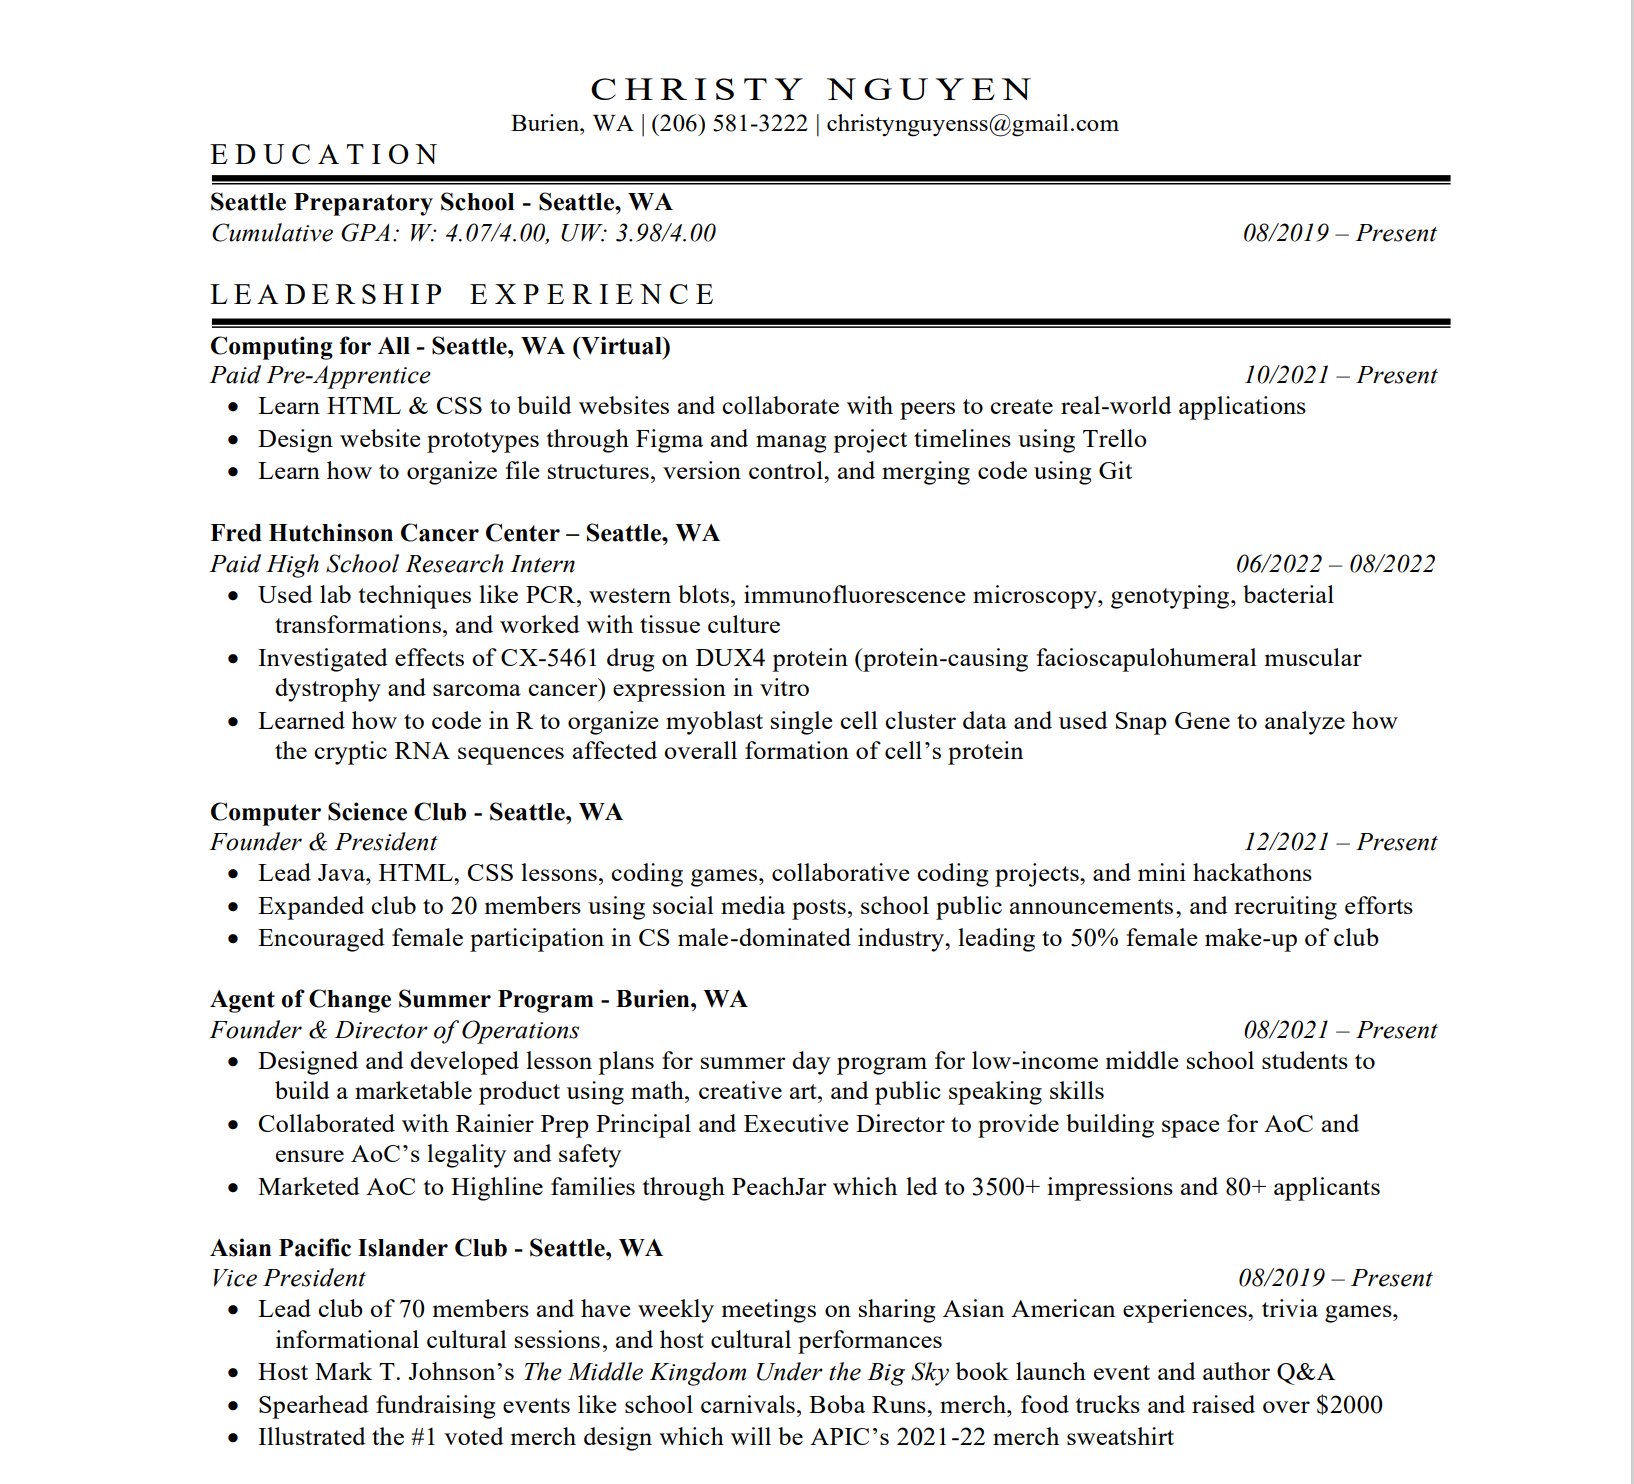 CHRISTY NGUYEN
Burien, WA | (206) 581-3222 | christynguyenss@gmail.com
EDUCATION
Seattle Preparatory School - Seattle, WA
Cumulative GPA: W: 4.07/4.00, UW: 3.98/4.00 08/2019 – Present
LEADERSHIP EXPERIENCE
Computing for All - Seattle, WA (Virtual)
Paid Pre-Apprentice 10/2021 – Present
• Learn HTML & CSS to build websites and collaborate with peers to create real-world applications
• Design website prototypes through Figma and manag project timelines using Trello
• Learn how to organize file structures, version control, and merging code using Git
Fred Hutchinson Cancer Center – Seattle, WA
Paid High School Research Intern 06/2022 – 08/2022
• Used lab techniques like PCR, western blots, immunofluorescence microscopy, genotyping, bacterial
transformations, and worked with tissue culture
• Investigated effects of CX-5461 drug on DUX4 protein (protein-causing facioscapulohumeral muscular
dystrophy and sarcoma cancer) expression in vitro
• Learned how to code in R to organize myoblast single cell cluster data and used Snap Gene to analyze how
the cryptic RNA sequences affected overall formation of cell’s protein
Computer Science Club - Seattle, WA
Founder & President 12/2021 – Present
• Lead Java, HTML, CSS lessons, coding games, collaborative coding projects, and mini hackathons
• Expanded club to 20 members using social media posts, school public announcements, and recruiting efforts
• Encouraged female participation in CS male-dominated industry, leading to 50% female make-up of club
Agent of Change Summer Program - Burien, WA
Founder & Director of Operations 08/2021 – Present
• Designed and developed lesson plans for summer day program for low-income middle school students to
build a marketable product using math, creative art, and public speaking skills
• Collaborated with Rainier Prep Principal and Executive Director to provide building space for AoC and
ensure AoC’s legality and safety
• Marketed AoC to Highline families through PeachJar which led to 3500+ impressions and 80+ applicants
Asian Pacific Islander Club - Seattle, WA
Vice President 08/2019 – Present
• Lead club of 70 members and have weekly meetings on sharing Asian American experiences, trivia games,
informational cultural sessions, and host cultural performances
• Host Mark T. Johnson’s The Middle Kingdom Under the Big Sky book launch event and author Q&A
• Spearhead fundraising events like school carnivals, Boba Runs, merch, food trucks and raised over $2000
• Illustrated the #1 voted merch design which will be APIC’s 2021-22 merch sweatshirt